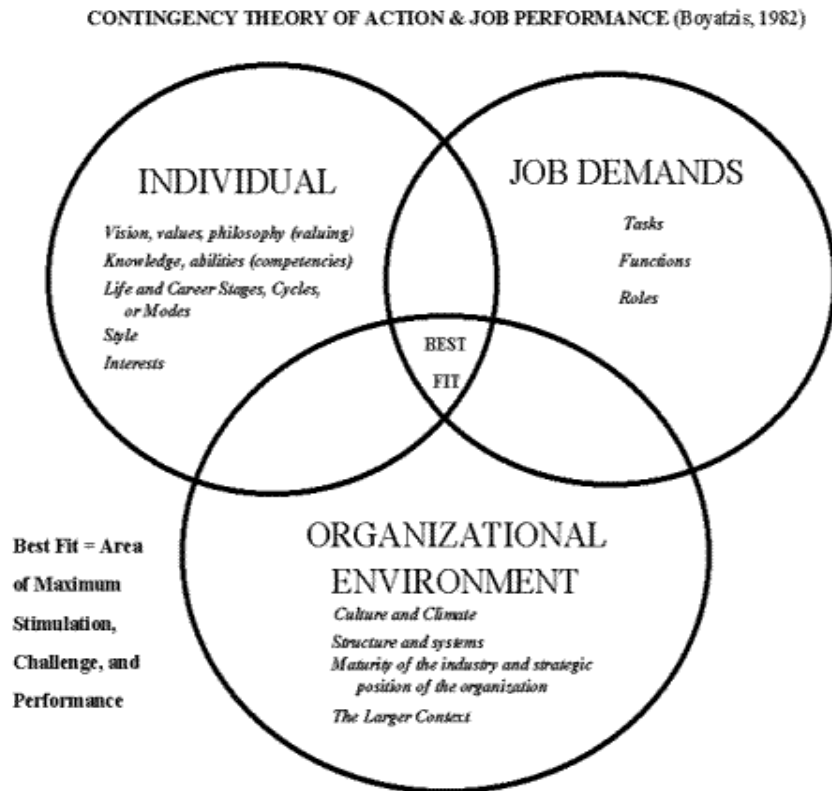 CONTINGENCY THEORY OF ACTION & JOB PERFORMANCE (Boyatzis, 1982)
INDIVIDUAL
Vision, values, philosophy (valuing)
Knowledge, abilities (competencies)
Life and Career Stages, Cycles,
or Modes
Style
Interests
JOB DEMANDS
Tasks
Functions
Roles
BEST
FIT
ORGANIZATIONAL
ENVIRONMENT
Culture and Climate
Structure and systems
Maturity of the industry and strategic
position of the organization
The Larger Context
Best Fit = Area
of Maximum
Stimulation,
Challenge, and
Performance